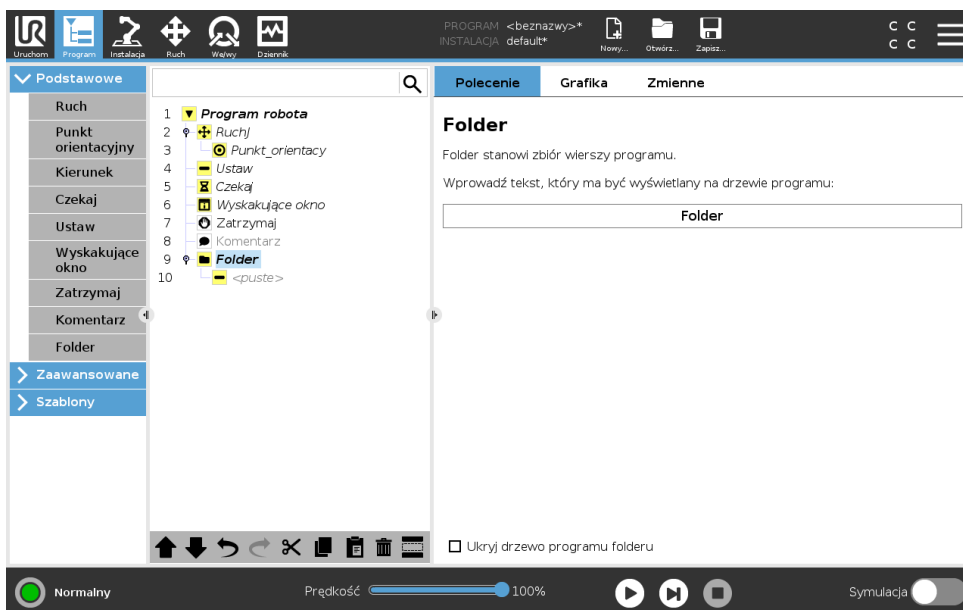 UR
Uruchom
Program
Instalacja
Ruch
We/wy
Dziennik
PROGRAM <beznazwy>*
INSTALACJA default*
Nowy...
Otwórz...
Zapisz...
C C
C C
Podstawowe
Ruch
Punkt
orientacyjny
Kierunek
Czekaj
Ustaw
Wyskakujące
okno
Zatrzymaj
Komentarz
Folder
Zaawansowane
Szablony
1 Program robota
2 RuchJ
3 Punkt_orientacy
4 Ustaw
5 Czekaj
6 Wyskakujące okno
7 Zatrzymaj
8 Komentarz
9 Folder
10 <puste>
Polecenie
Grafika
Zmienne
Folder
Folder stanowi zbiór wierszy programu.
Wprowadź tekst, który ma być wyświetlany na drzewie programu:
Folder
Ukryj drzewo programu folderu
Normalny
Prędkość
100%
Symulacja